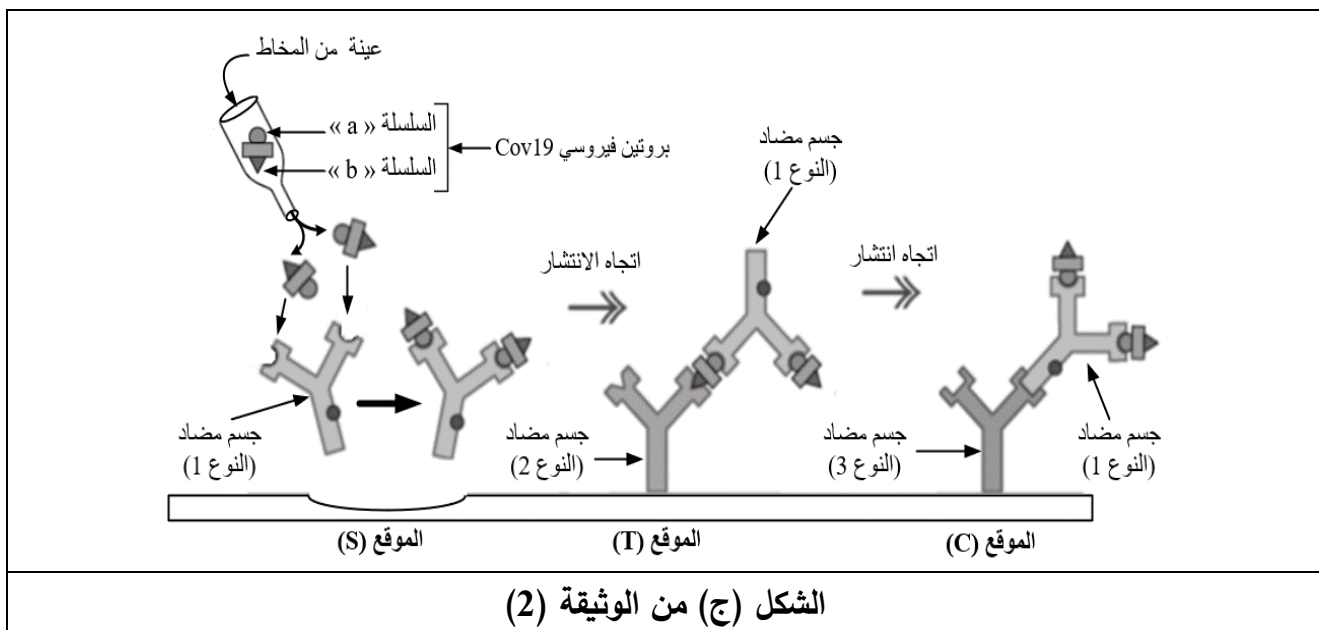 عينة من المخاط
السلسلة « a »
السلسلة « b »
بروتين فيروسي Cov19
جسم مضاد
(النوع 1)
اتجاه الانتشار
اتجاه انتشار
جسم مضاد
(النوع 1)
جسم مضاد
(النوع 2)
جسم مضاد
(النوع 3)
جسم مضاد
(النوع 1)
الموقع (S)
الموقع (T)
الموقع (C)
الشكل (ج) من الوثيقة (2)